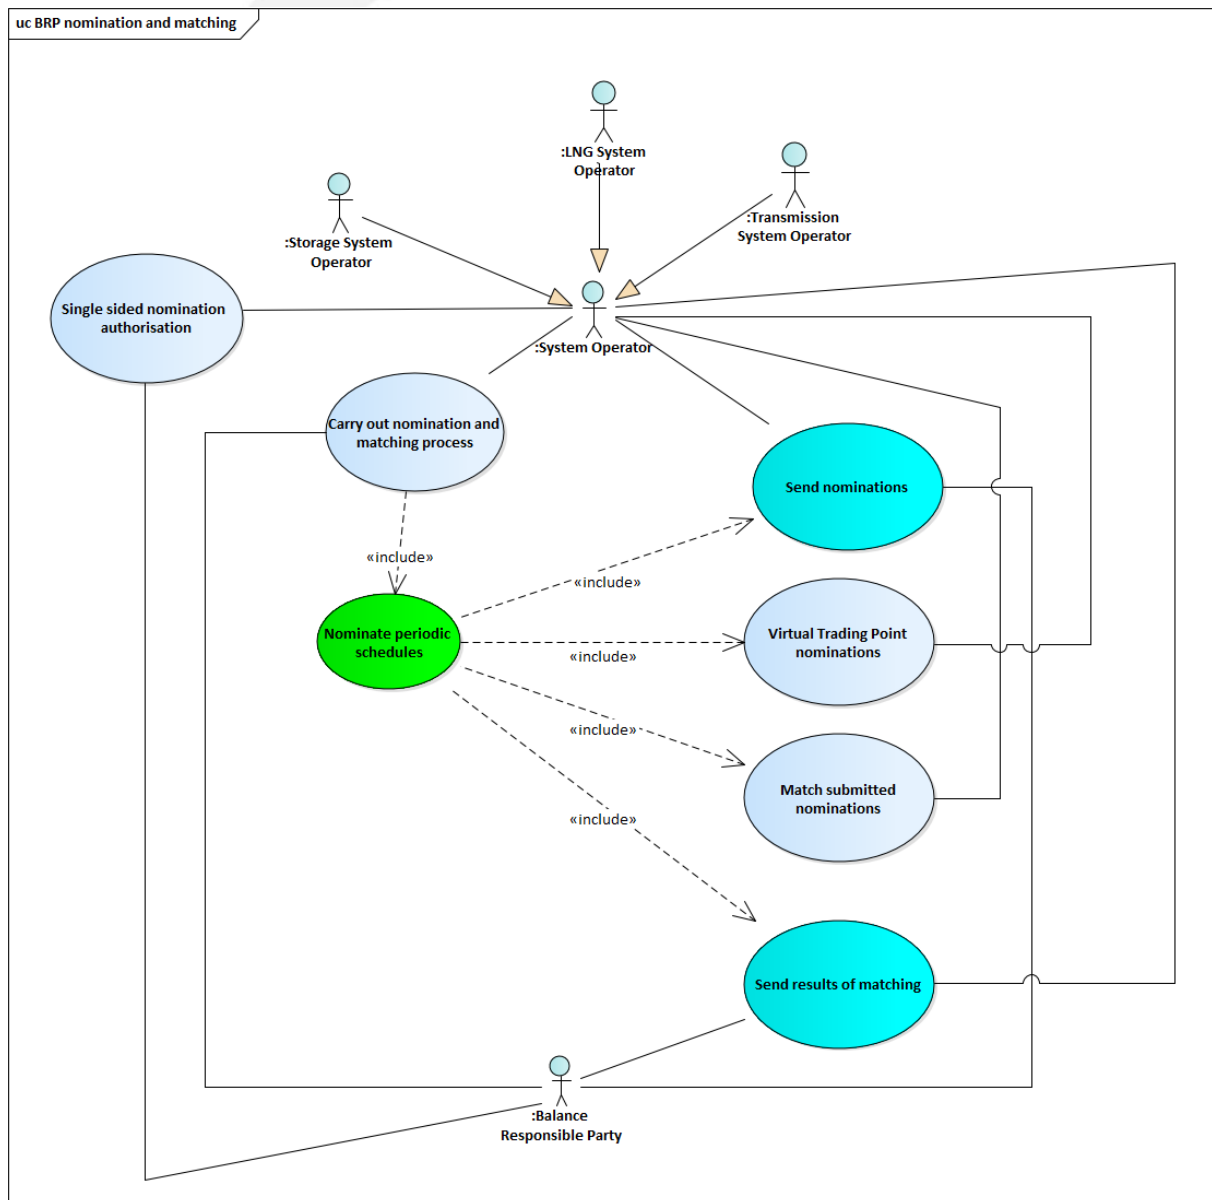 uc BRP nomination and matching
:LNG System
Operator
:Transmission
System Operator
:Storage System
Operator
Single sided nomination
authorisation
:System Operator
Carry out nomination and
matching process
Send nominations
«include»
«include»
Nominate periodic
schedules
Virtual Trading Point
nominations
«include»
«include»
Match submitted
nominations
«include»
Send results of matching
:Balance
Responsible Party